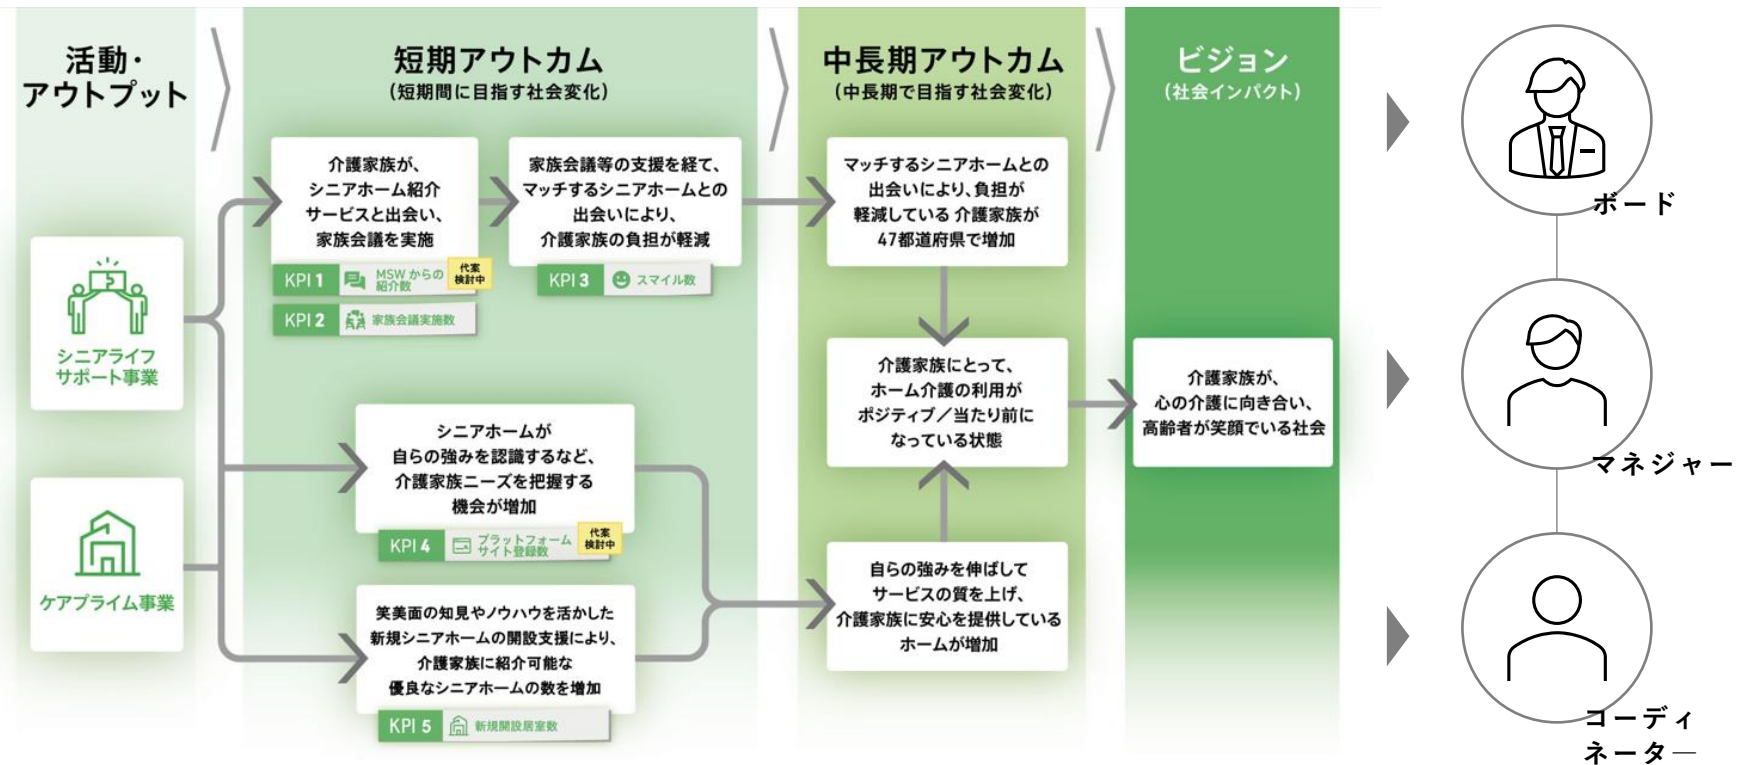 活動・
アウトプット
短期アウトカム
(短期間に目指す社会変化)
中長期アウトカム
(中長期で目指す社会変化)
ビジョン
(社会インパクト)
シニアライフ
サポート事業
ケアプライム事業
介護家族が、
シニアホーム紹介
サービスと出会い、
家族会議を実施
KPI 1
MSWからの
紹介数
代案
検討中
KPI 2
家族会議実施数
家族会議等の支援を経て、
マッチするシニアホームとの
出会いにより、
介護家族の負担が軽減
KPI 3
スマイル数
シニアホームが
自らの強みを認識するなど、
介護家族ニーズを把握する
機会が増加
KPI 4
プラットフォーム
サイト登録数
代案
検討中
笑美面の知見やノウハウを活かした
新規シニアホームの開設支援により、
介護家族に紹介可能な
優良なシニアホームの数を増加
KPI 5
新規開設居室数
マッチするシニアホームとの
出会いにより、負担が
軽減している 介護家族が
47都道府県で増加
介護家族にとって、
ホーム介護の利用が
ポジティブ／当たり前に
なっている状態
自らの強みを伸ばして
サービスの質を上げ、
介護家族に安心を提供している
ホームが増加
介護家族が、
心の介護に向き合い、
高齢者が笑顔でいる社会
ボード
マネジャー
コーディ
ネーター